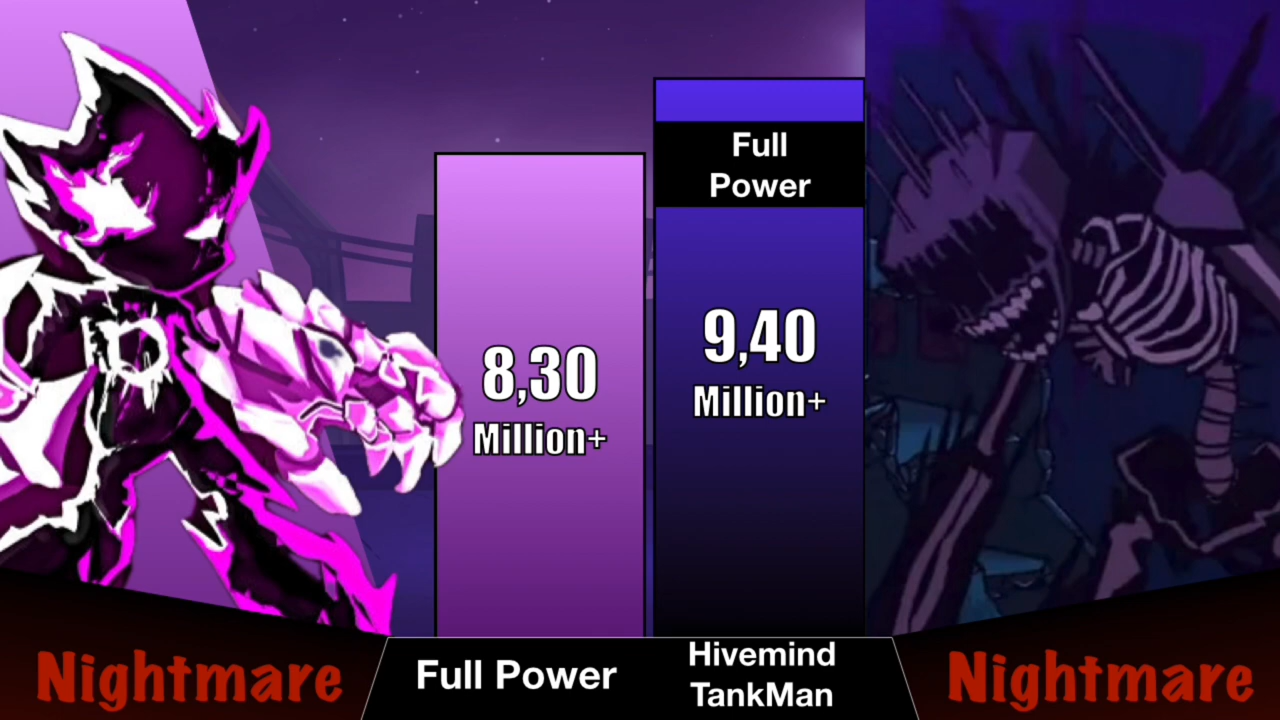 Full
Power
8,30
Million+
9,40
Million+
Nightmare
Full Power
Hivemind
TankMan
Nightmare